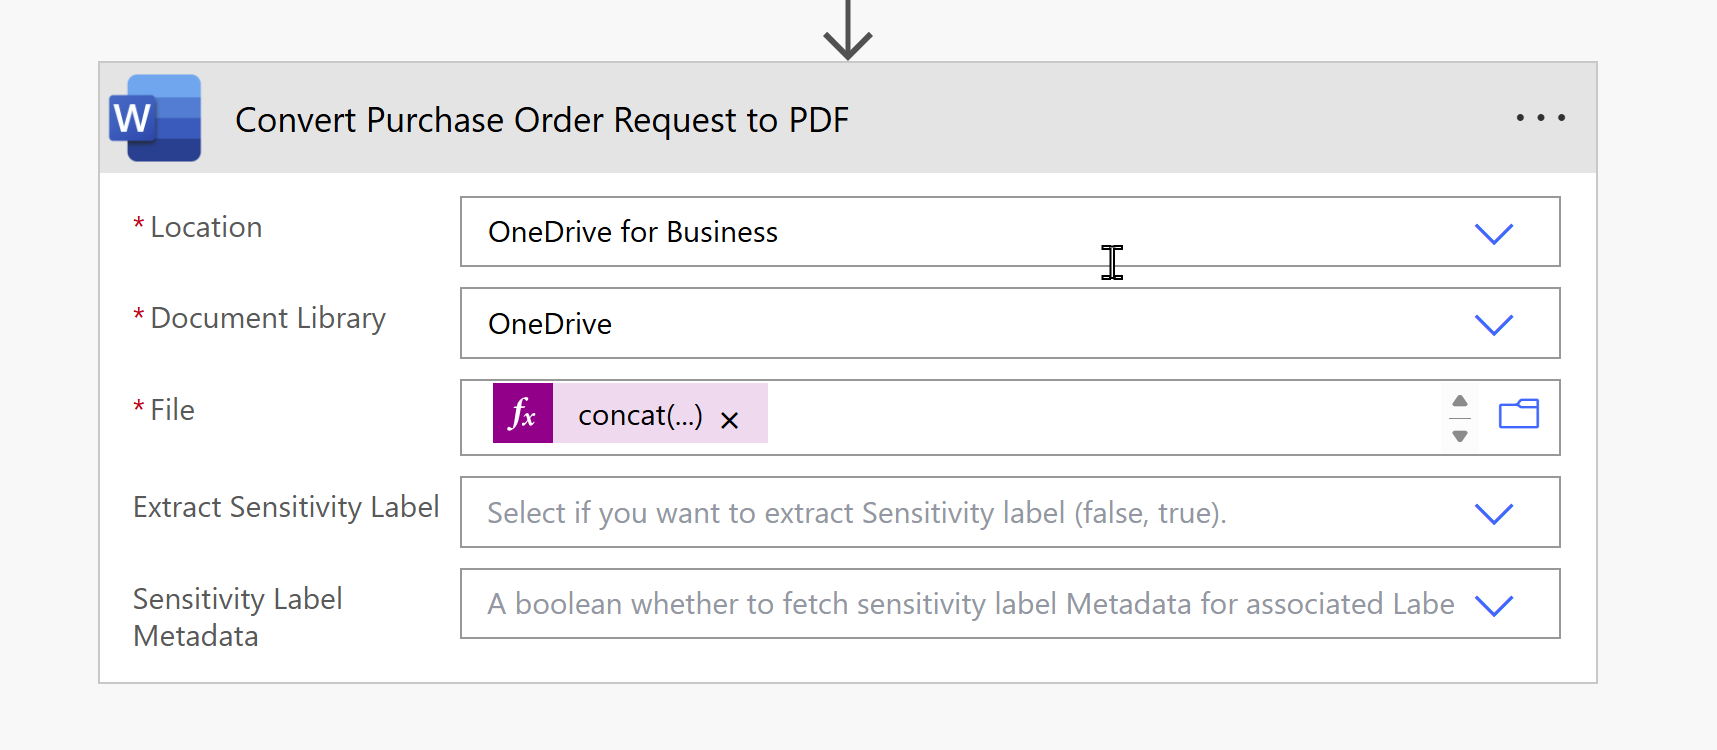 W
Convert Purchase Order Request to PDF
...
* Location
OneDrive for Business
* Document Library
OneDrive
* File
fx concat(...) ×
Extract Sensitivity Label
Select if you want to extract Sensitivity label (false, true).
Sensitivity Label
Metadata
A boolean whether to fetch sensitivity label Metadata for associated Labe